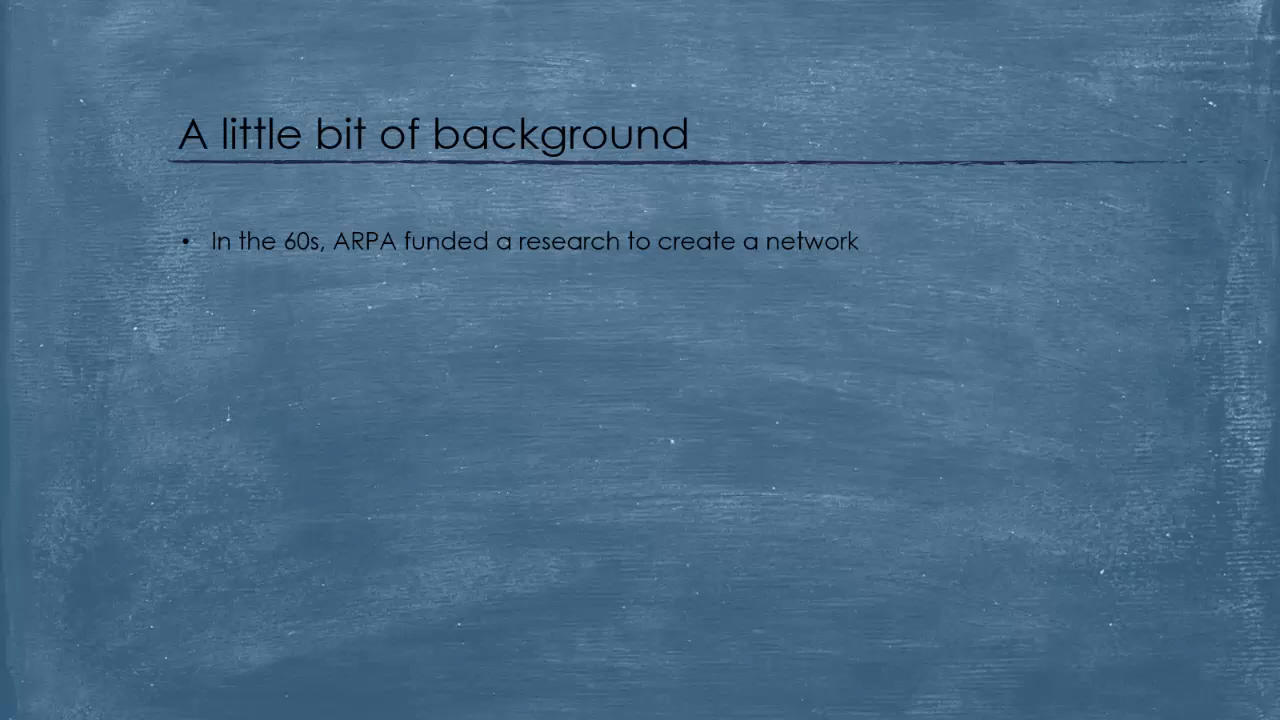 A little bit of background
• In the 60s, ARPA funded a research to create a network